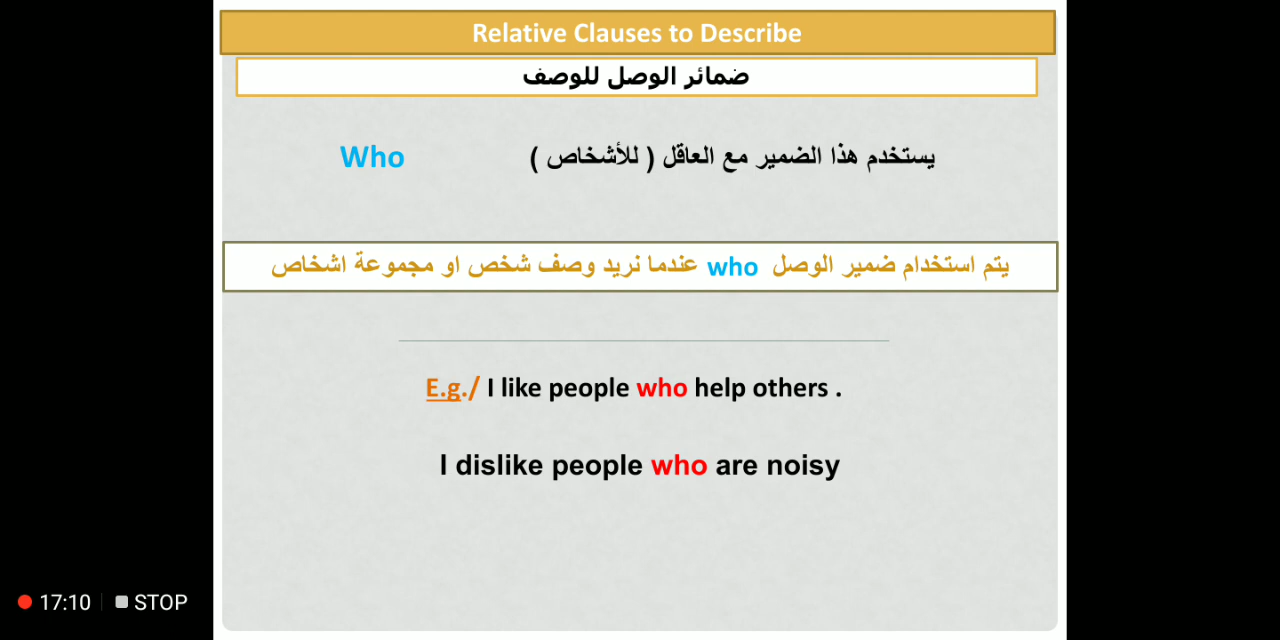 Relative Clauses to Describe
ضمائر الوصل للوصف
Who يستخدم هذا الضمير مع العاقل ( للأشخاص )
يتم استخدام ضمير الوصل who عندما نريد وصف شخص او مجموعة اشخاص
E.g./ I like people who help others .
I dislike people who are noisy
17:10 STOP